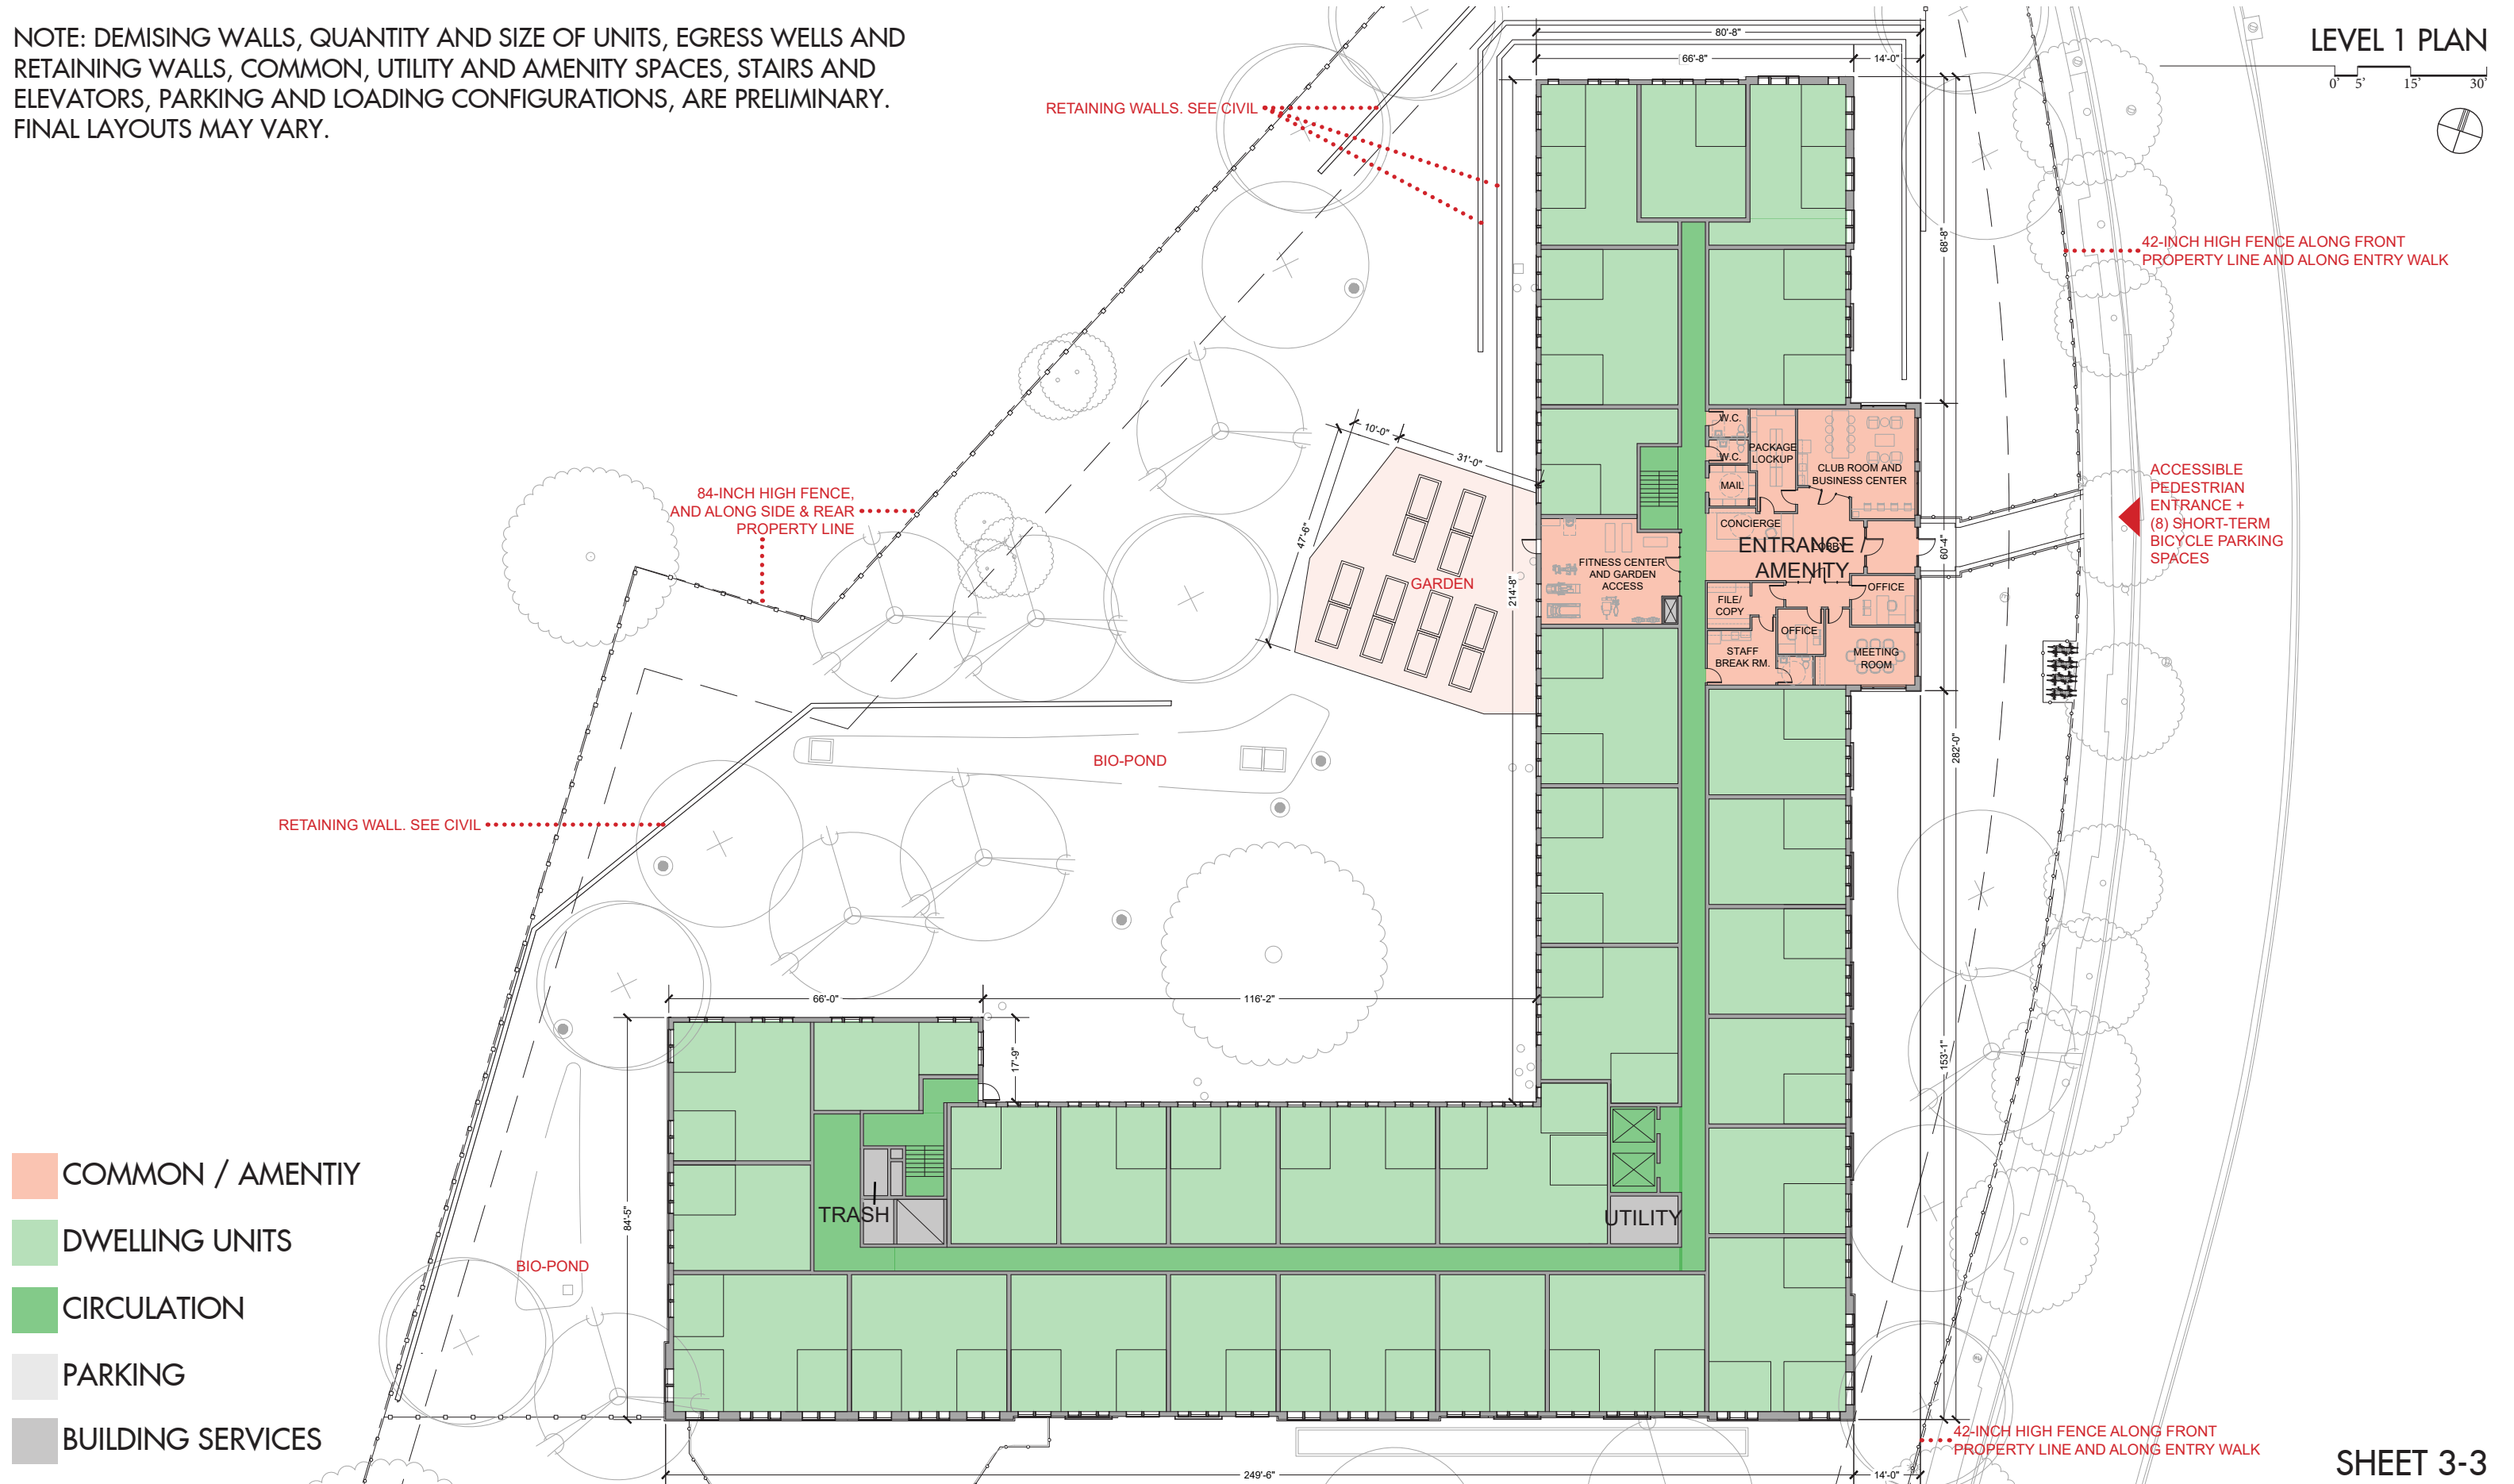 NOTE: DEMISING WALLS, QUANTITY AND SIZE OF UNITS, EGRESS WELLS AND
RETAINING WALLS, COMMON, UTILITY AND AMENITY SPACES, STAIRS AND
ELEVATORS, PARKING AND LOADING CONFIGURATIONS, ARE PRELIMINARY.
FINAL LAYOUTS MAY VARY.
LEVEL 1 PLAN
0' 5' 15' 30'
80'-8"
66'-8"
14'-0"
RETAINING WALLS. SEE CIVIL
68'-8"
42-INCH HIGH FENCE ALONG FRONT
PROPERTY LINE AND ALONG ENTRY WALK
10'-0"
31'-0"
47'-6"
214'-8"
84-INCH HIGH FENCE,
AND ALONG SIDE & REAR
PROPERTY LINE
GARDEN
W.C.
W.C.
PACKAGE
LOCKUP
MAIL
CLUB ROOM AND
BUSINESS CENTER
CONCIERGE
LOBBY
ENTRANCE /
AMENITY
FITNESS CENTER
AND GARDEN
ACCESS
FILE/
COPY
OFFICE
OFFICE
STAFF
BREAK RM.
MEETING
ROOM
60'-4"
ACCESSIBLE
PEDESTRIAN
ENTRANCE +
(8) SHORT-TERM
BICYCLE PARKING
SPACES
282'-0"
BIO-POND
RETAINING WALL. SEE CIVIL
66'-0"
116'-2"
17'-9"
153'-1"
84'-5"
TRASH
UTILITY
BIO-POND
COMMON / AMENTIY
DWELLING UNITS
CIRCULATION
PARKING
BUILDING SERVICES
42-INCH HIGH FENCE ALONG FRONT
PROPERTY LINE AND ALONG ENTRY WALK
249'-6"
14'-0"
SHEET 3-3